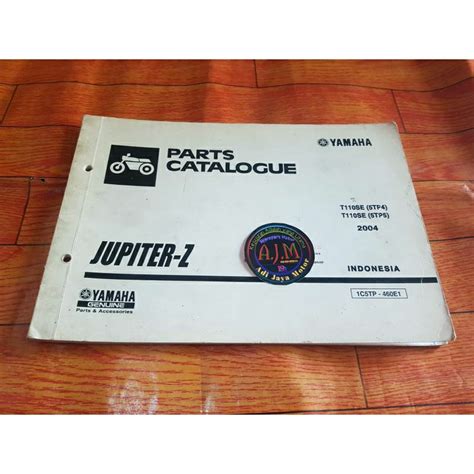 PARTS
CATALOGUE
YAMAHA
T110SE (5TP4)
T110SE (5TP5)
2004
JUPITER-Z
A.J.M
Adi Jaya Motor
INDONESIA
YAMAHA
GENUINE
Parts & Accessories
1C5TP - 460E1